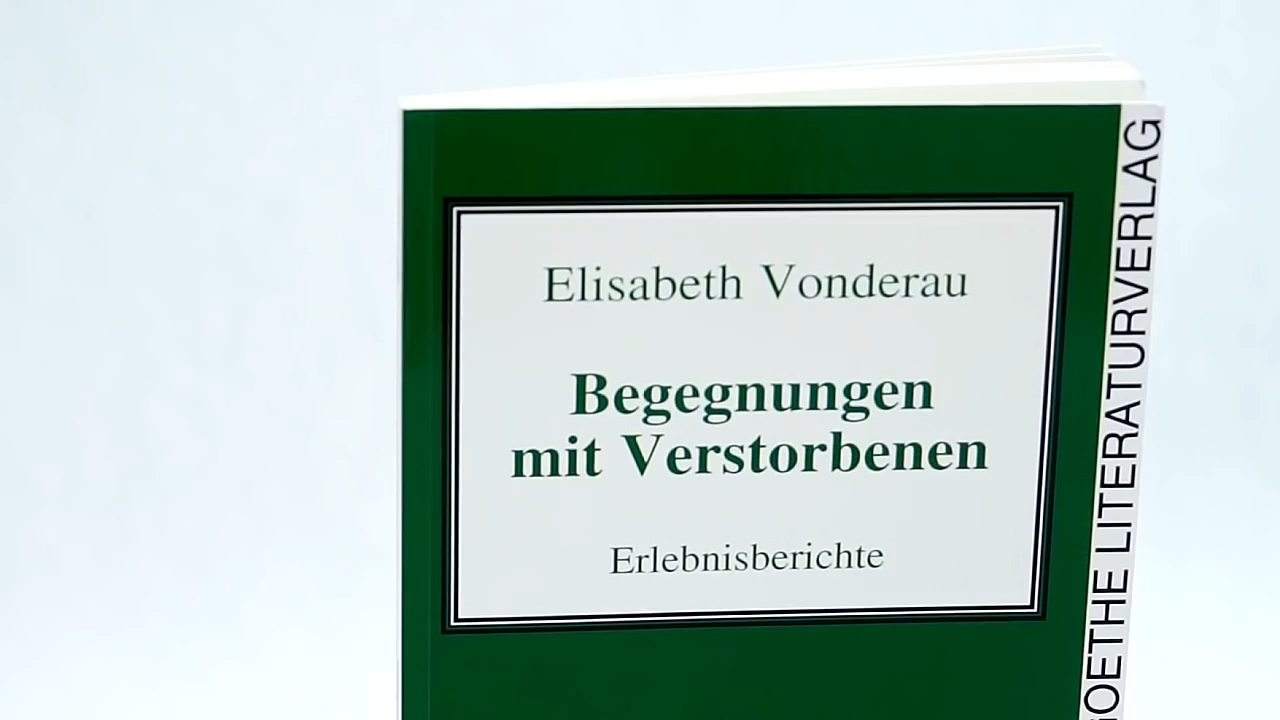 Elisabeth Vonderau
Begegnungen
mit Verstorbenen
Erlebnisberichte
GOETHE LITERATURVERLAG